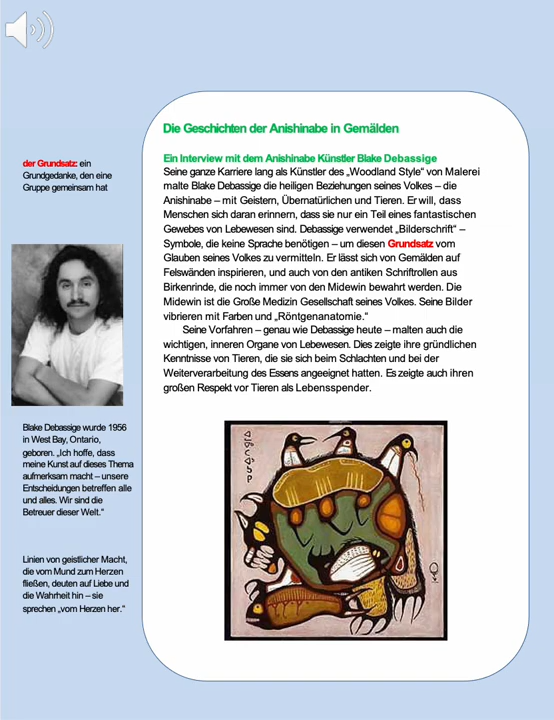 Die Geschichten der Anishinabe in Gemälden
Ein Interview mit dem Anishinabe Künstler Blake Debassige
Seine ganze Karriere lang als Künstler des „Woodland Style“ von Malerei
malte Blake Debassige die heiligen Beziehungen seines Volkes – die
Anishinabe – mit Geistern, Übernatürlichen und Tieren. Er will, dass
Menschen sich daran erinnern, dass sie nur ein Teil eines fantastischen
Gewebes von Lebewesen sind. Debassige verwendet „Bilderschrift“ –
Symbole, die keine Sprache benötigen – um diesen Grundsatz vom
Glauben seines Volkes zu vermitteln. Er lässt sich von Gemälden auf
Felswänden inspirieren, und auch von den antiken Schriftrollen aus
Birkenrinde, die noch immer von den Midewin bewahrt werden. Die
Midewin ist die Große Medizin Gesellschaft seines Volkes. Seine Bilder
vibrieren mit Farben und „Röntgenanatomie.“
Seine Vorfahren – genau wie Debassige heute – malten auch die
wichtigen, inneren Organe von Lebewesen. Dies zeigte ihre gründlichen
Kenntnisse von Tieren, die sie sich beim Schlachten und bei der
Weiterverarbeitung des Essens angeeignet hatten. Es zeigte auch ihren
großen Respekt vor Tieren als Lebensspender.
der Grundsatz: ein
Grundgedanke, den eine
Gruppe gemeinsam hat
Blake Debassige wurde 1956
in West Bay, Ontario,
geboren. „Ich hoffe, dass
meine Kunst auf dieses Thema
aufmerksam macht – unsere
Entscheidungen betreffen alle
und alles. Wir sind die
Betreuer dieser Welt.“
Linien von geistlicher Macht,
die vom Mund zum Herzen
fließen, deuten auf Liebe und
die Wahrheit hin – sie
sprechen „vom Herzen her.“